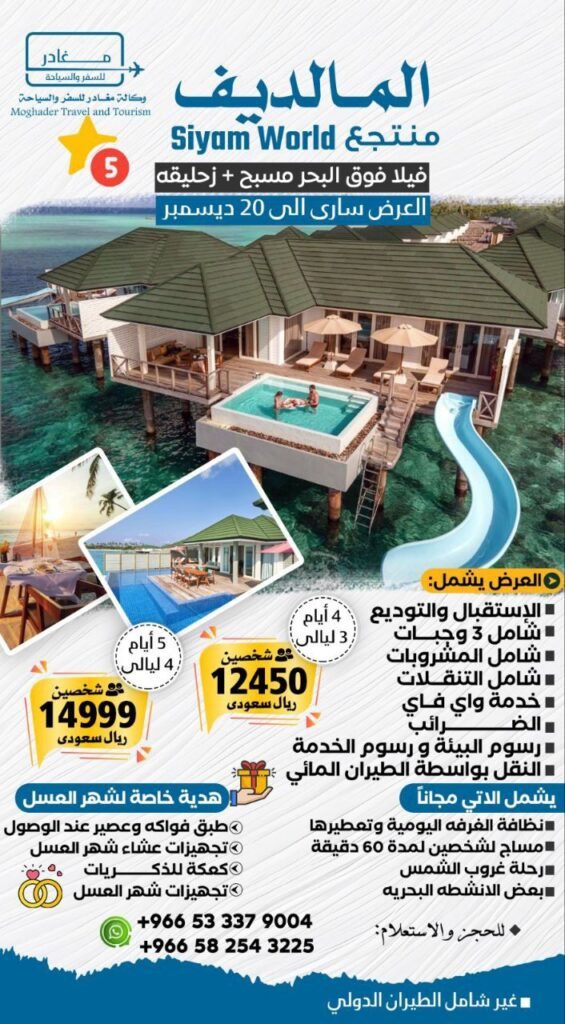 مغادر
للسفر والسياحة
وكالة مغادر للسفر والسياحة
Moghader Travel and Tourism
5
المالديف
منتجع Siyam World
فيلا فوق البحر مسبح + زحليقه
العرض سارى الى 20 ديسمبر
العرض يشمل:
الإستقبال والتوديع
شامل 3 وجبات
شامل المشروبات
شامل التنقلات
خدمة واي فاي
الضرائب
رسوم البيئة و رسوم الخدمة
النقل بواسطة الطيران المائي
4 أيام
3 ليالى
شخصين
12450
ريال سعودى
5 أيام
4 ليالى
شخصين
14999
ريال سعودى
يشمل الاتي مجاناً
نظافة الغرفه اليومية وتعطيرها
مساج لشخصين لمدة 60 دقيقة
رحلة غروب الشمس
بعض الانشطه البحريه
هدية خاصة لشهر العسل
طبق فواكه وعصير عند الوصول
تجهيزات عشاء شهر العسل
كعكة للذكريات
تجهيزات شهر العسل
للحجز والاستعلام:
+966 53 337 9004
+966 58 254 3225
غير شامل الطيران الدولي